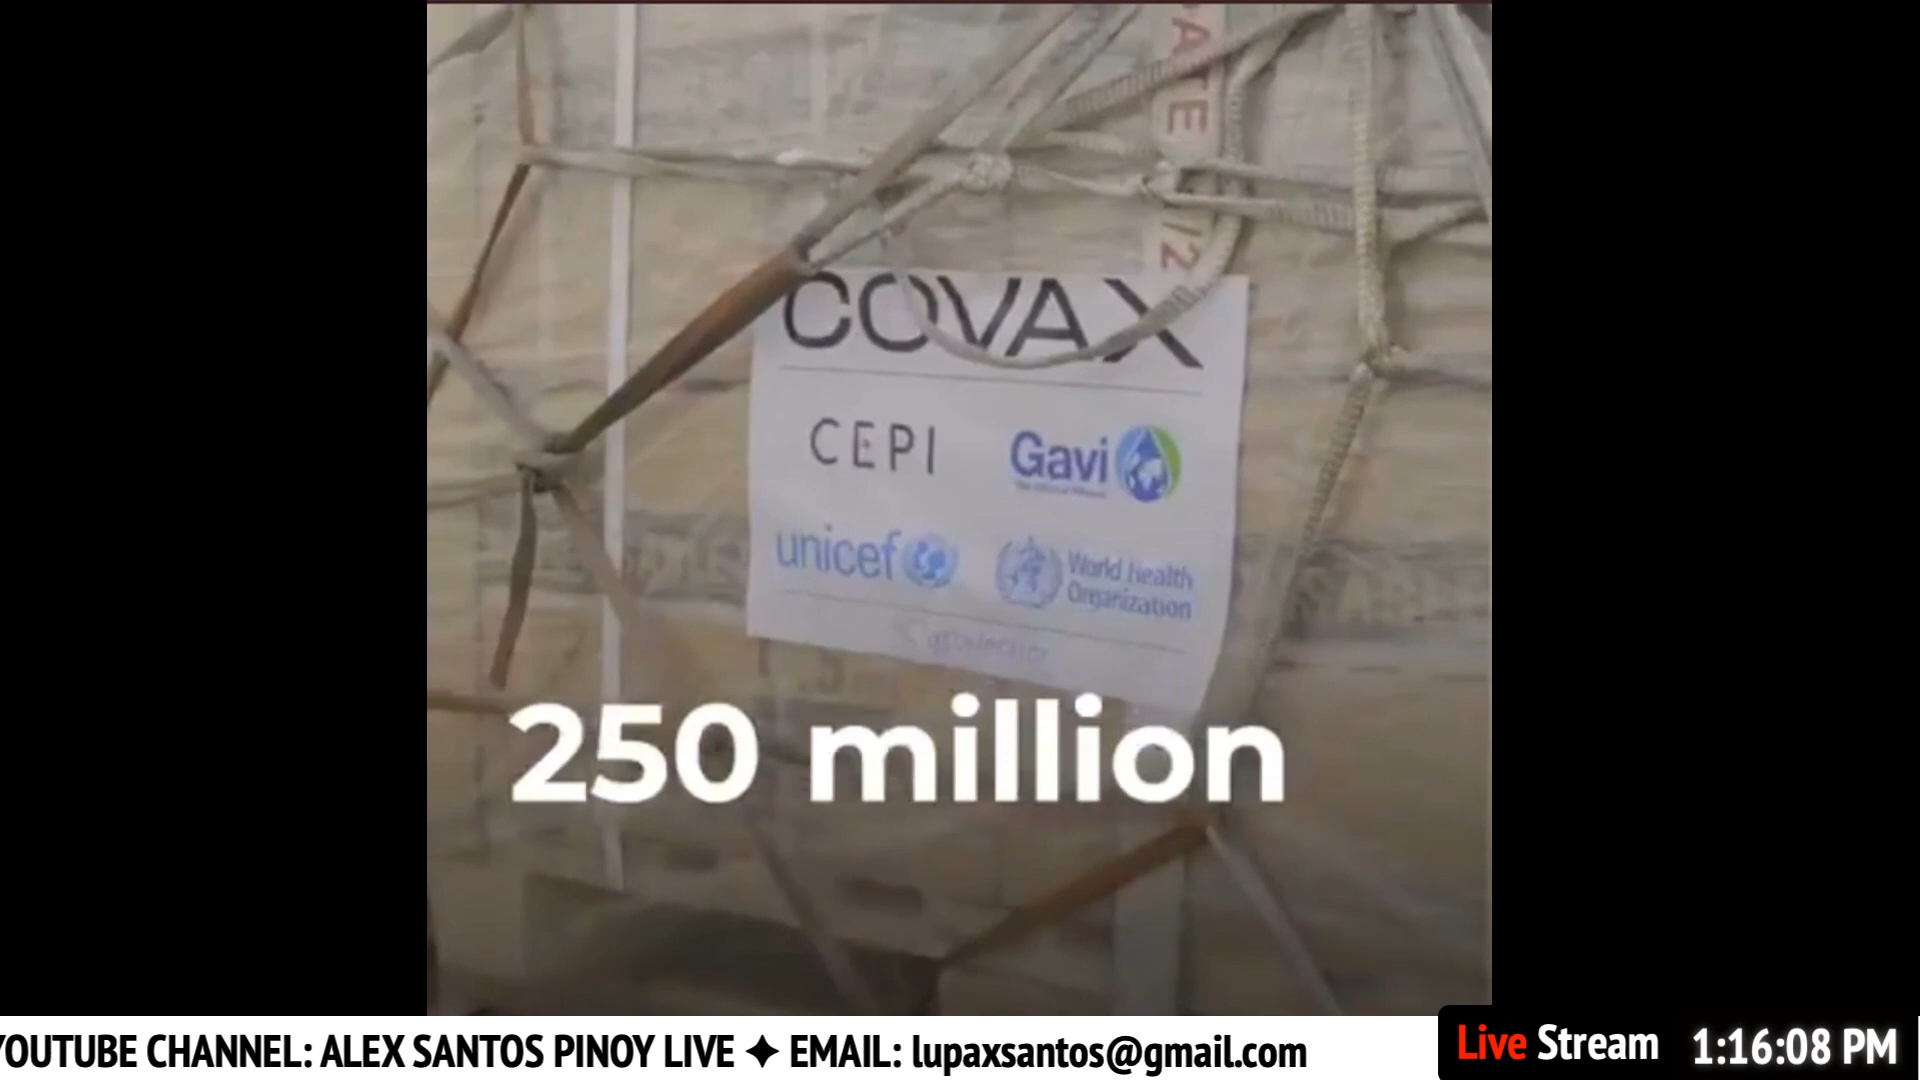 COVAX
CEPI
Gavi
unicef
World Health
Organization
250 million
YOUTUBE CHANNEL: ALEX SANTOS PINOY LIVE ✦ EMAIL: lupaxsantos@gmail.com
Live Stream
1:16:08 PM